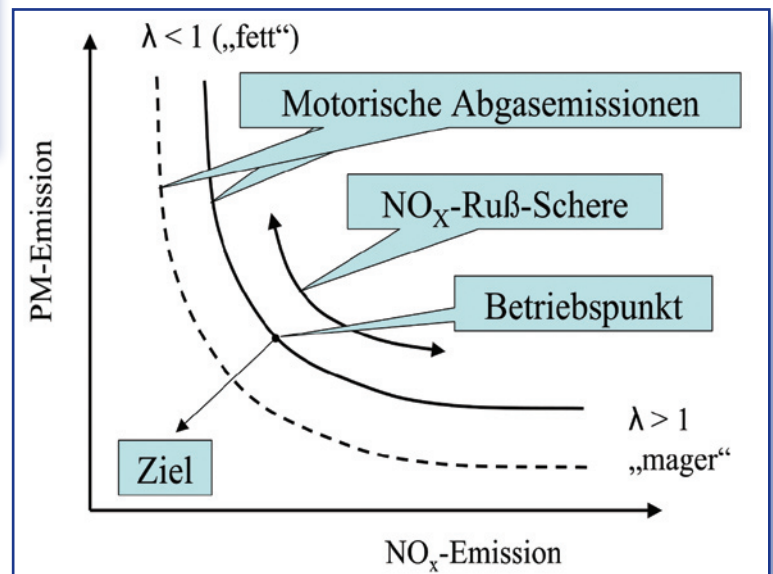 λ < 1 („fett“)
Motorische Abgasemissionen
NOX-Ruß-Schere
Betriebspunkt
PM-Emission
λ > 1
„mager“
Ziel
NOx-Emission